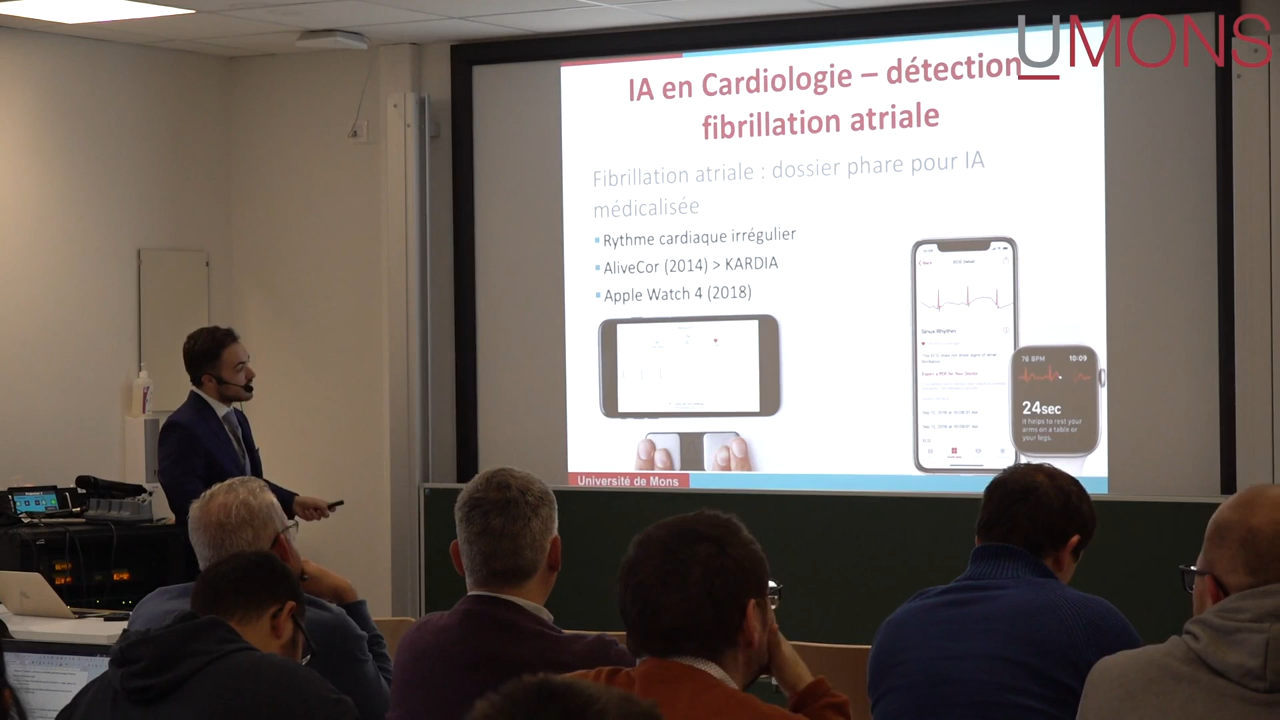 UMONS
IA en Cardiologie – détection
fibrillation atriale
Fibrillation atriale : dossier phare pour IA
médicalisée
Rythme cardiaque irrégulier
AliveCor (2014) > KARDIA
Apple Watch 4 (2018)
Sinus Rhythm
76 BPM 10:09
24sec
it helps to rest your
arms on a table or
your legs.
Université de Mons